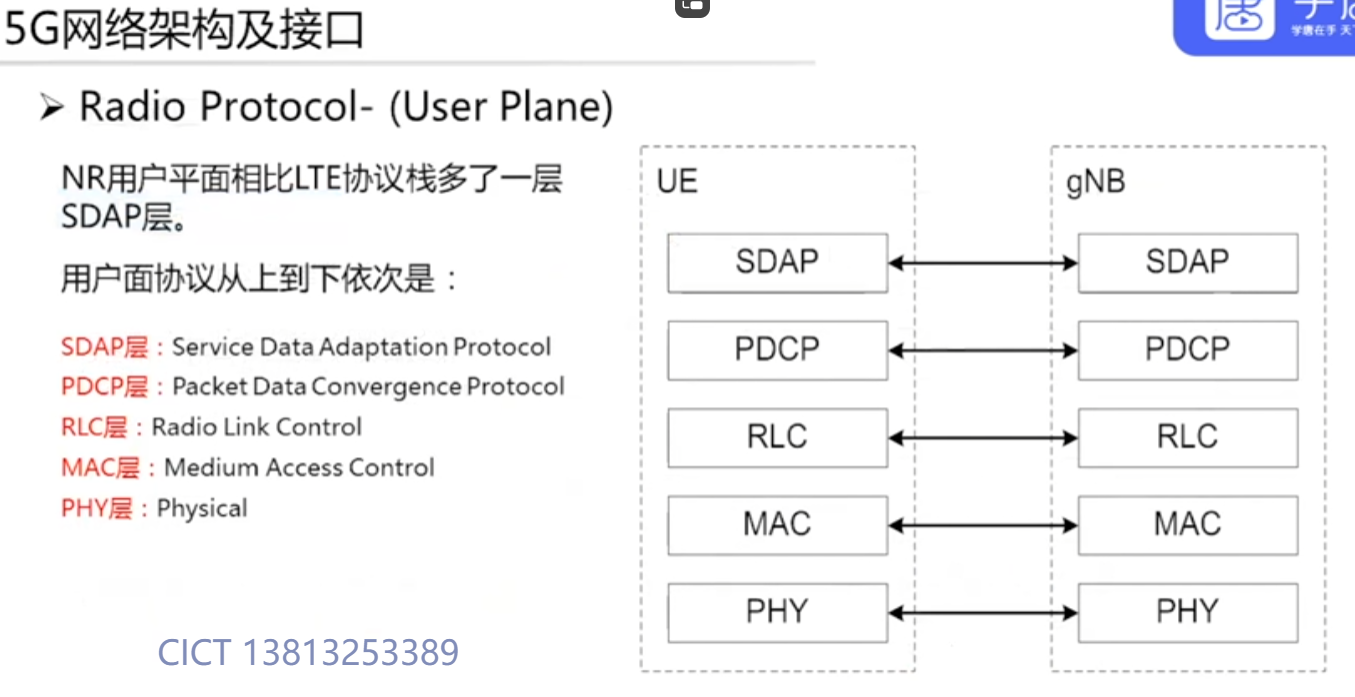 5G网络架构及接口
学唐在手 天
➢ Radio Protocol- (User Plane)
NR用户平面相比LTE协议栈多了一层
SDAP层。
用户面协议从上到下依次是：
SDAP层：Service Data Adaptation Protocol
PDCP层：Packet Data Convergence Protocol
RLC层：Radio Link Control
MAC层：Medium Access Control
PHY层：Physical
CICT 13813253389
UE
gNB
SDAP
SDAP
PDCP
PDCP
RLC
RLC
MAC
MAC
PHY
PHY